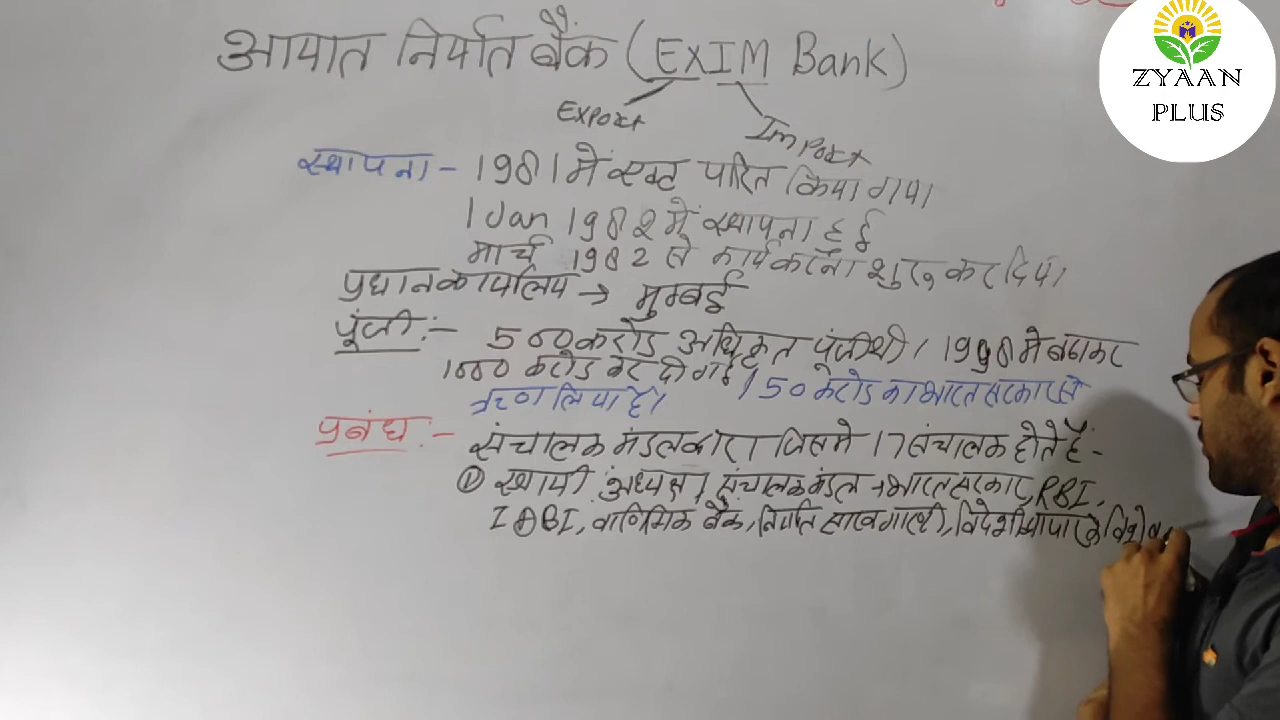 आयात निर्यात बैंक (EXIM Bank)
Export
Import
स्थापना - 1981 में एक्ट पारित किया गया
1 Jan 1982 में स्थापना हुई
मार्च 1982 से कार्य करना शुरू कर दिया
प्रधान कार्यालय → मुम्बई
पूंजी :- 500 करोड़ अधिकृत पूंजी थी। में बढाकर
1000 करोड कर दी गई। 50 करोड का भारत सरकार से
ऋण लिया है।
प्रबंध :- संचालक मंडल द्वारा जिसमे 17 संचालक होते है -
① स्थायी अध्यक्ष, संचालक मंडल → भारत सरकार, RBI,
IDBI, वाणिज्यिक बैंक, निर्यात साख गारन्टी, विदेशी व्यापार के
ZYAAN
PLUS